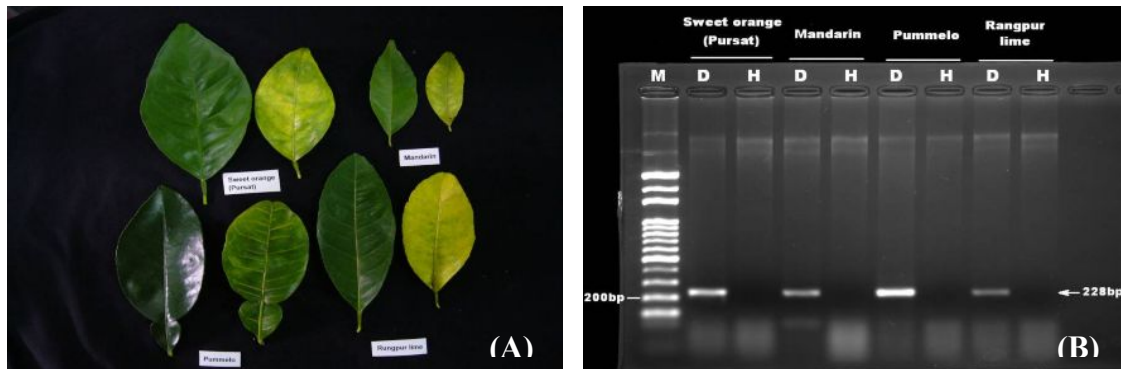 Sweet orange
(Pursat)
Mandarin
Pummelo
Rangpur lime
(A)
Sweet orange
(Pursat)
Mandarin
Pummelo
Rangpur
lime
M D H D H D H D H
200bp
228bp
(B)